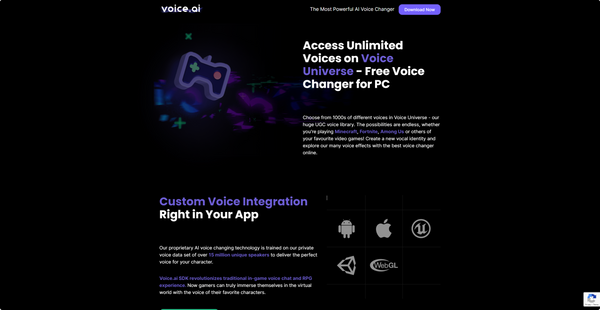 voice.ai
The Most Powerful AI Voice Changer
Download Now
Access Unlimited
Voices on Voice
Universe - Free Voice
Changer for PC
Choose from 1000s of different voices in Voice Universe - our
huge UGC voice library. The possibilities are endless, whether
you're playing Minecraft, Fortnite, Among Us or others of
your favourite video games! Create a new vocal identity and
explore our many voice effects with the best voice changer
online.
Custom Voice Integration
Right in Your App
Our proprietary AI voice changing technology is trained on our private
voice data set of over 15 million unique speakers to deliver the perfect
voice for your character.
Voice.ai SDK revolutionizes traditional in-game voice chat and RPG
experience. Now gamers can truly immerse themselves in the virtual
world with the voice of their favorite characters.
WebGL